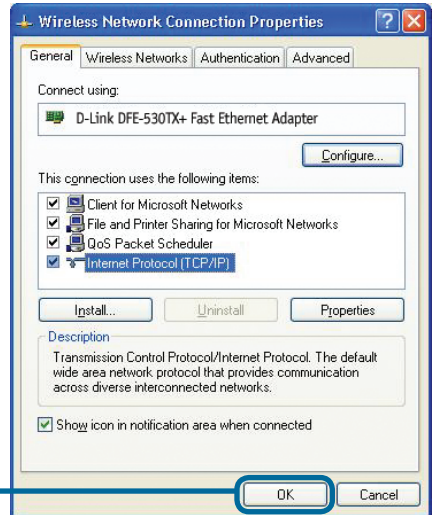 Wireless Network Connection Properties
General Wireless Networks Authentication Advanced
Connect using:
D-Link DFE-530TX+ Fast Ethernet Adapter
Configure...
This connection uses the following items:
Client for Microsoft Networks
File and Printer Sharing for Microsoft Networks
QoS Packet Scheduler
Internet Protocol (TCP/IP)
Install... Uninstall Properties
Description
Transmission Control Protocol/Internet Protocol. The default
wide area network protocol that provides communication
across diverse interconnected networks.
Show icon in notification area when connected
OK Cancel